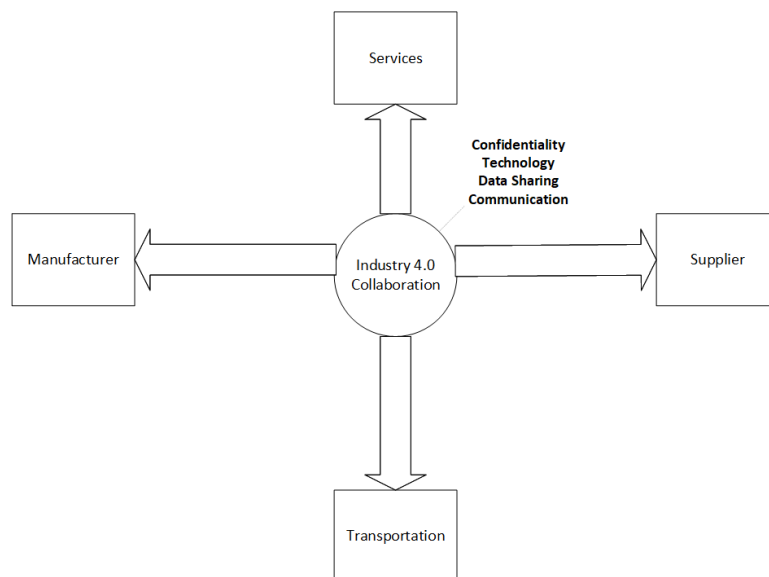 Services
Confidentiality
Technology
Data Sharing
Communication
Manufacturer
Industry 4.0
Collaboration
Supplier
Transportation